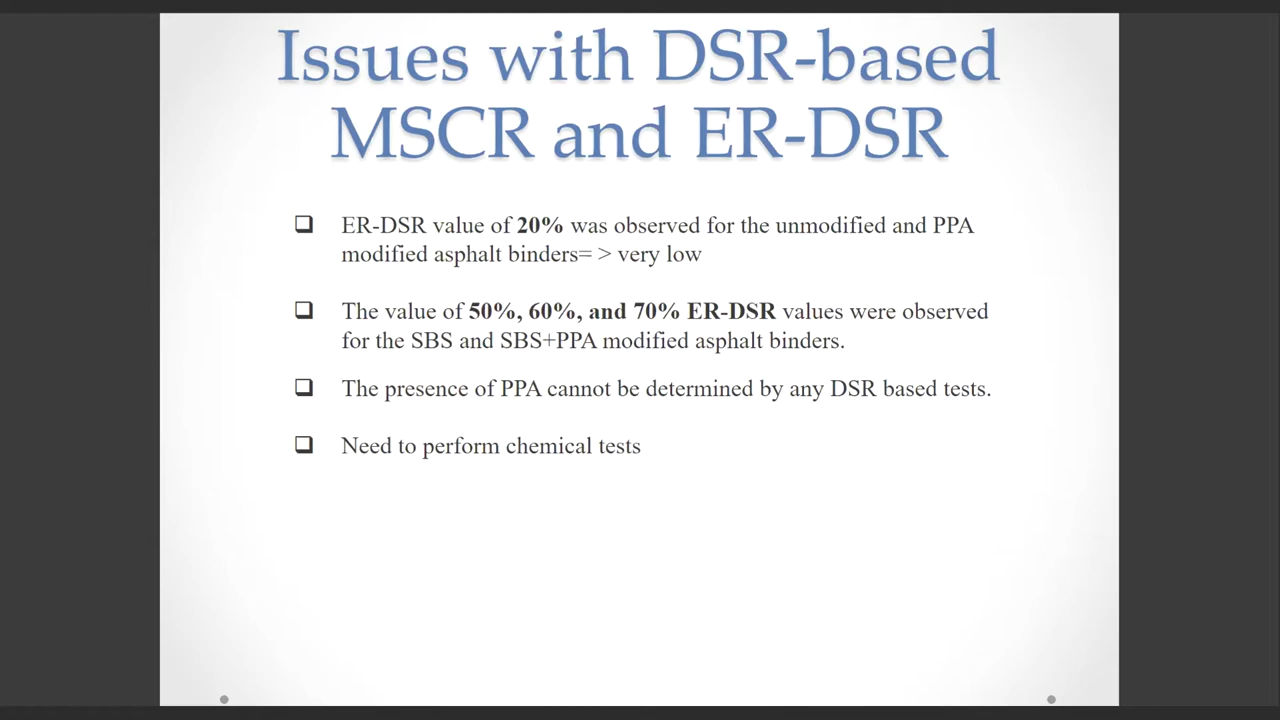 Issues with DSR-based
MSCR and ER-DSR
ER-DSR value of 20% was observed for the unmodified and PPA
modified asphalt binders= > very low
The value of 50%, 60%, and 70% ER-DSR values were observed
for the SBS and SBS+PPA modified asphalt binders.
The presence of PPA cannot be determined by any DSR based tests.
Need to perform chemical tests